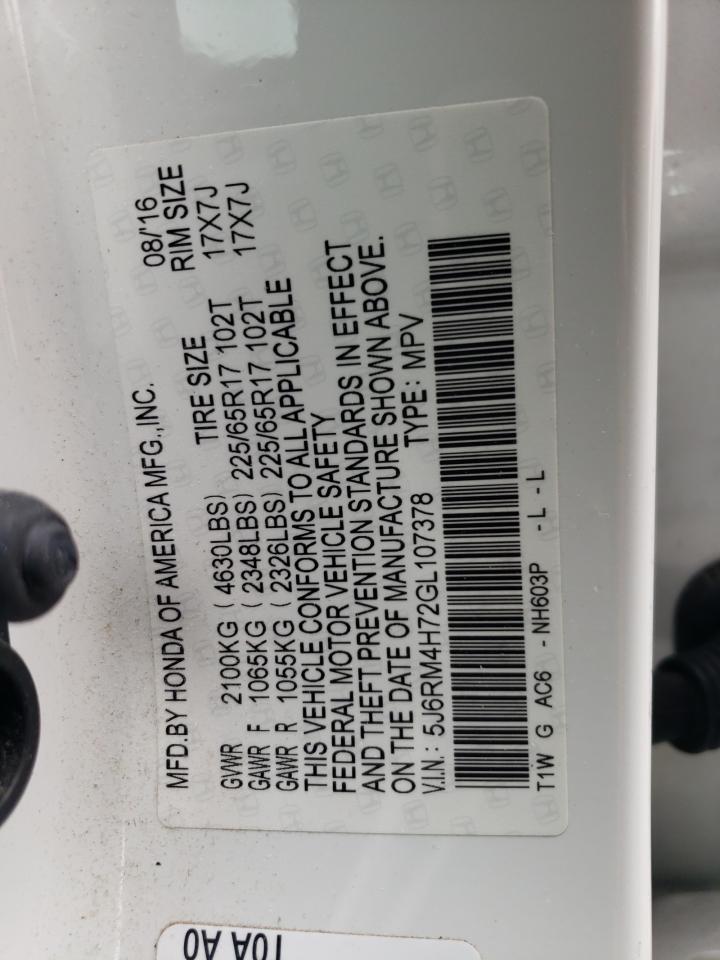 MFD.BY HONDA OF AMERICA MFG.,INC. 08/'16
TIRE SIZE RIM SIZE
GVWR 2100KG ( 4630LBS)
GAWR F 1065KG ( 2348LBS) 225/65R17 102T 17X7J
GAWR R 1055KG ( 2326LBS) 225/65R17 102T 17X7J
THIS VEHICLE CONFORMS TO ALL APPLICABLE
FEDERAL MOTOR VEHICLE SAFETY
AND THEFT PREVENTION STANDARDS IN EFFECT
ON THE DATE OF MANUFACTURE SHOWN ABOVE.
V.I.N.: 5J6RM4H72GL107378 TYPE: MPV
T1W G AC6 - NH603P - L - L
T0A A0